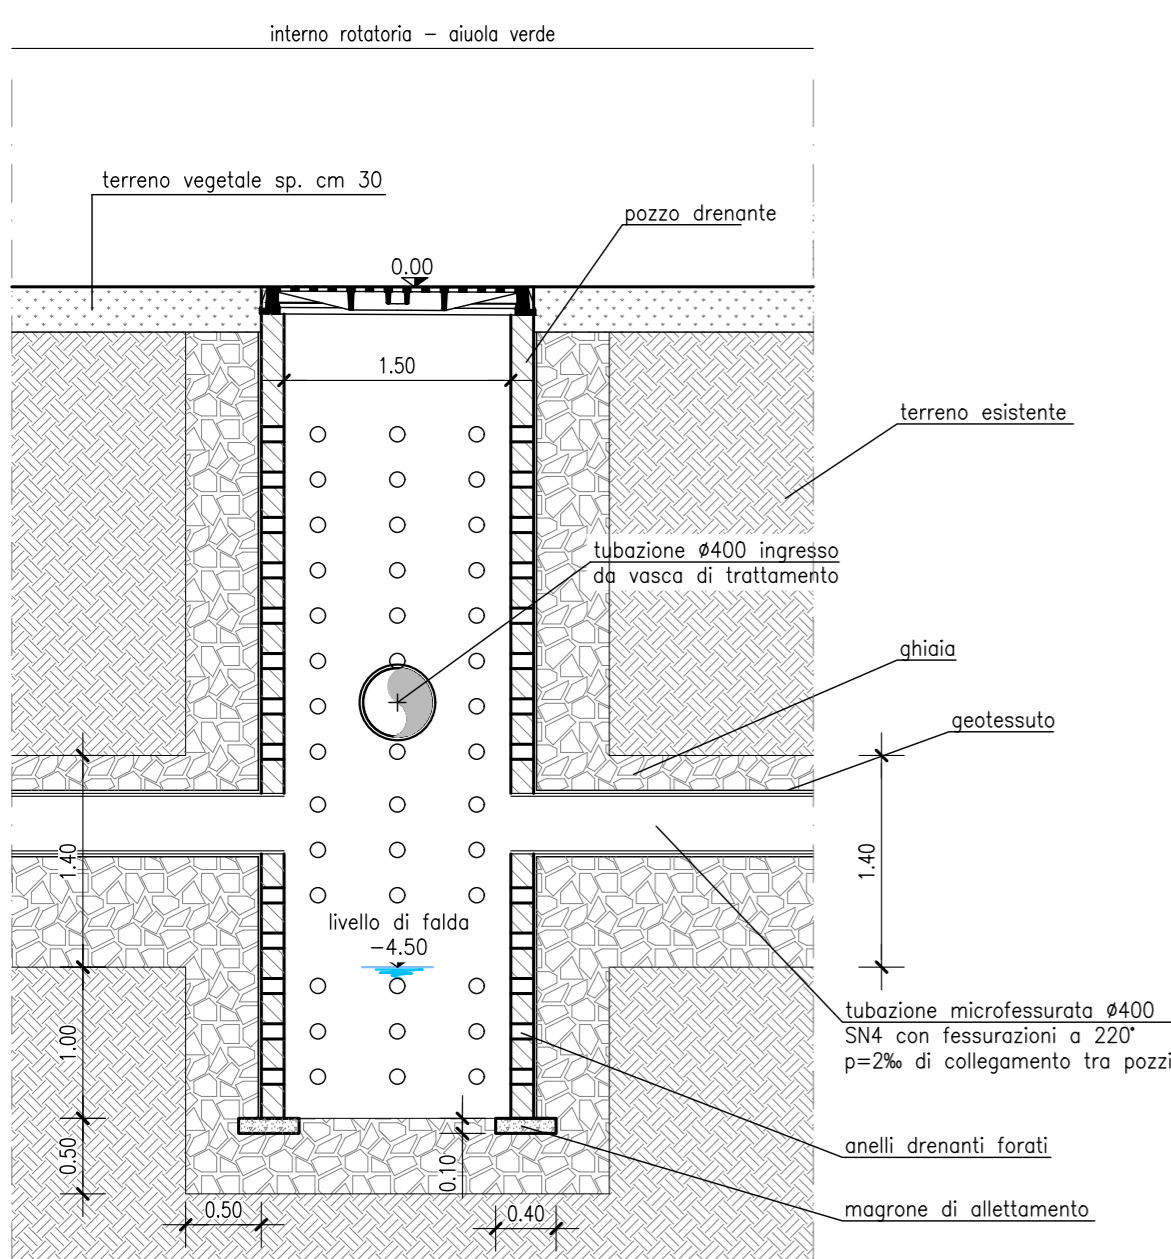 interno rotatoria – aiuola verde
terreno vegetale sp. cm 30
pozzo drenante
0.00
1.50
terreno esistente
tubazione ø400 ingresso
da vasca di trattamento
ghiaia
geotessuto
1.40
1.40
livello di falda
-4.50
tubazione microfessurata ø400
SN4 con fessurazioni a 220°
p=2‰ di collegamento tra pozzi
1.00
anelli drenanti forati
0.50
0.10
0.50
0.40
magrone di allettamento